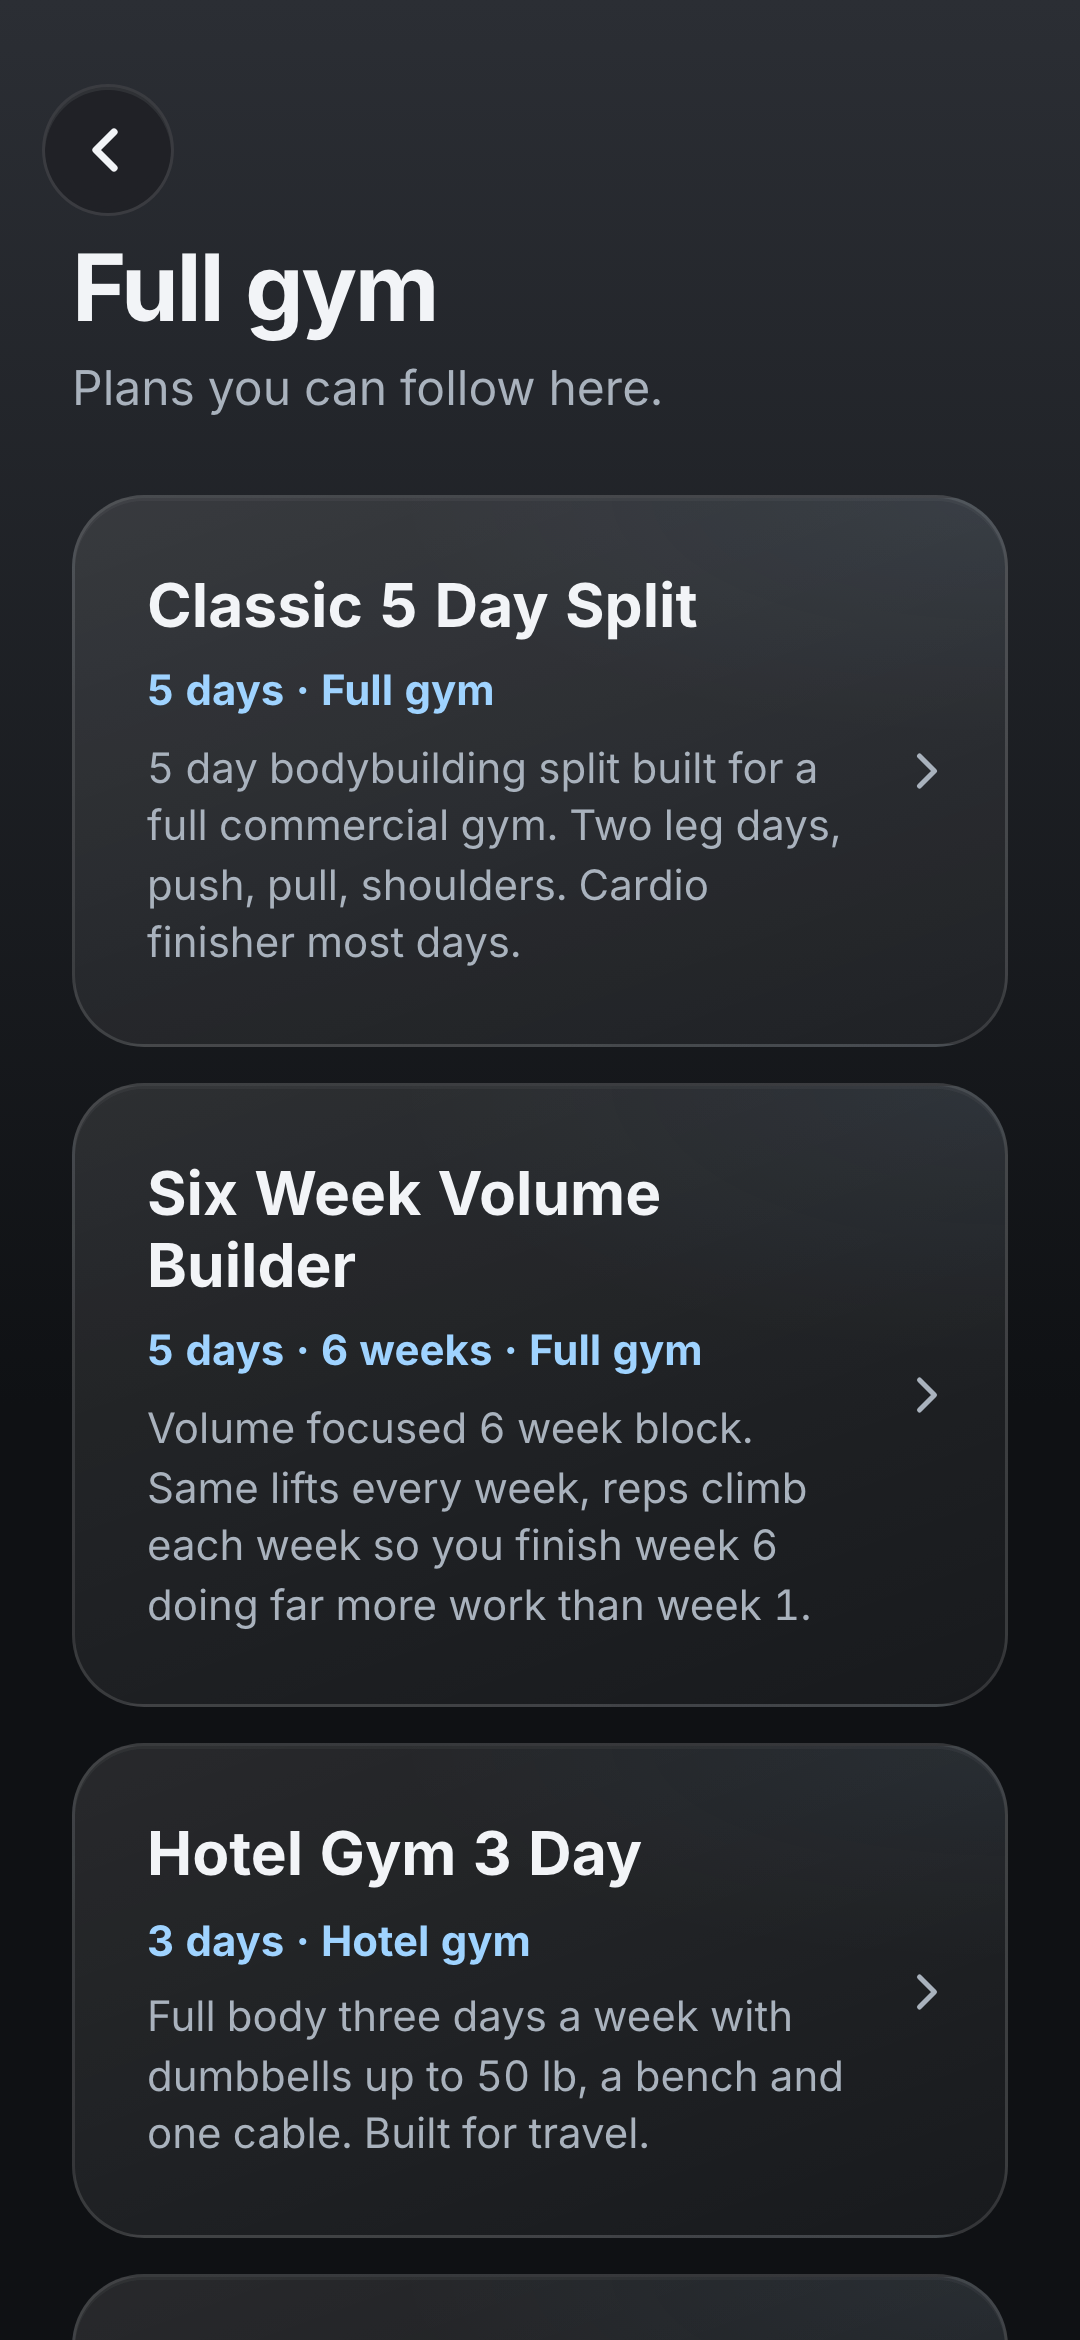 Full gym
Plans you can follow here.
Classic 5 Day Split
5 days · Full gym
5 day bodybuilding split built for a
full commercial gym. Two leg days,
push, pull, shoulders. Cardio
finisher most days.
Six Week Volume
Builder
5 days · 6 weeks · Full gym
Volume focused 6 week block.
Same lifts every week, reps climb
each week so you finish week 6
doing far more work than week 1.
Hotel Gym 3 Day
3 days · Hotel gym
Full body three days a week with
dumbbells up to 50 lb, a bench and
one cable. Built for travel.